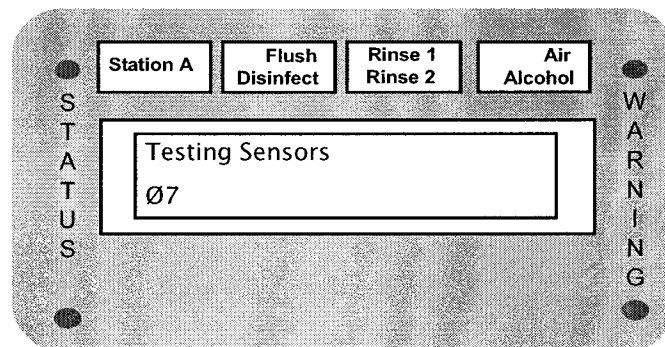 Station A
Flush
Disinfect
Rinse 1
Rinse 2
Air
Alcohol
STATUS
Testing Sensors
Ø7
WARNING